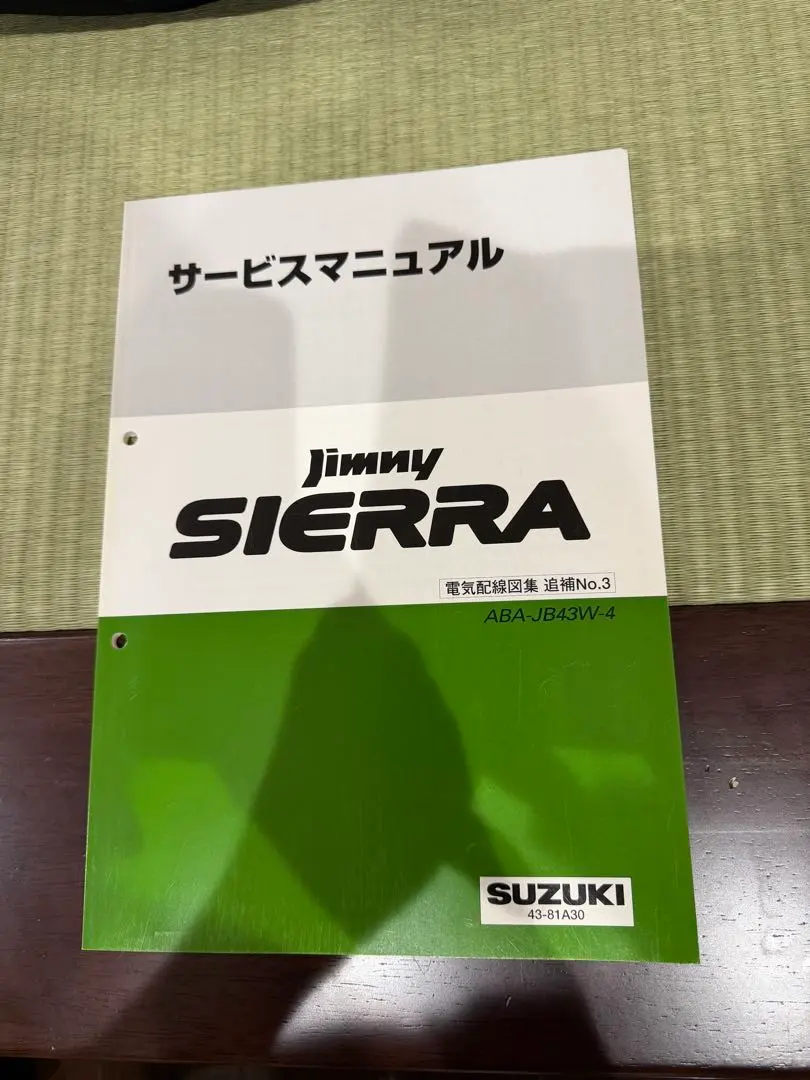 サービスマニュアル
Jimny
SIERRA
電気配線図集 追補No.3
ABA-JB43W-4
SUZUKI
43-81A30